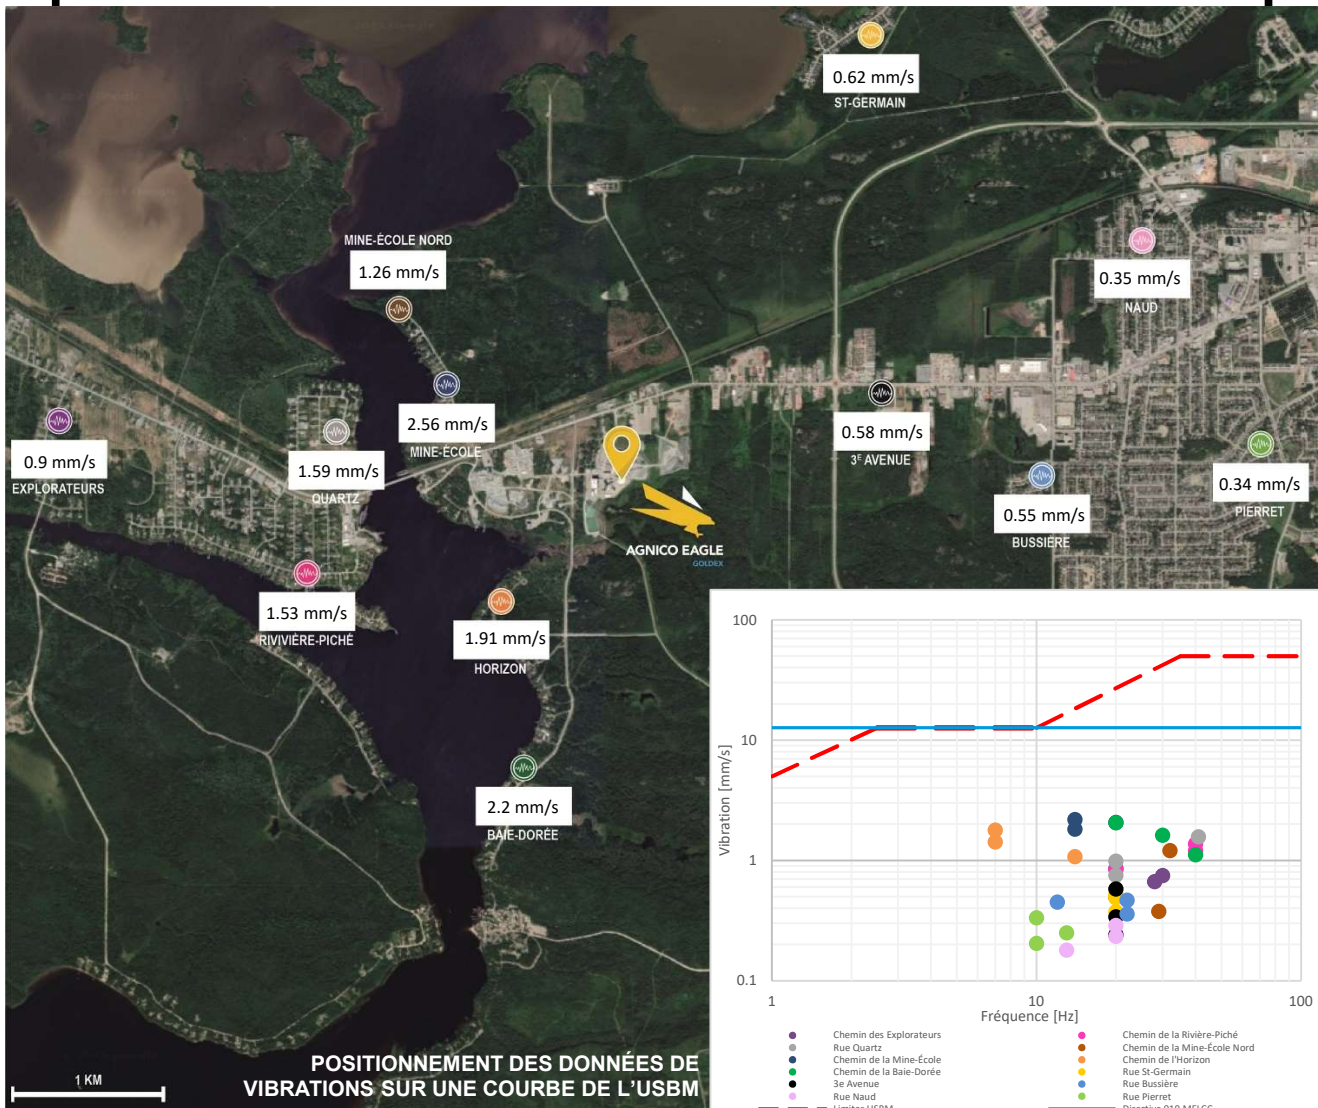 0.62 mm/s
ST-GERMAIN
MINE-ÉCOLE NORD
1.26 mm/s
0.35 mm/s
NAUD
2.56 mm/s
MINE-ÉCOLE
0.9 mm/s
EXPLORATEURS
1.59 mm/s
QUARTZ
0.58 mm/s
3E AVENUE
0.34 mm/s
PIERRET
0.55 mm/s
BUSSIÈRE
AGNICO EAGLE
GOLDEX
1.53 mm/s
RIVIVIÈRE-PICHÉ
1.91 mm/s
HORIZON
2.2 mm/s
BAIE-DORÉE
100
10
1
0.1
Vibration [mm/s]
1
10
100
Fréquence [Hz]
Chemin des Explorateurs
Chemin de la Rivière-Piché
Rue Quartz
Chemin de la Mine-École Nord
Chemin de la Mine-École
Chemin de l'Horizon
Chemin de la Baie-Dorée
Rue St-Germain
3e Avenue
Rue Bussière
Rue Naud
Rue Pierret
Limites USBM
Directive 019 MELCC
1 KM
POSITIONNEMENT DES DONNÉES DE
VIBRATIONS SUR UNE COURBE DE L'USBM